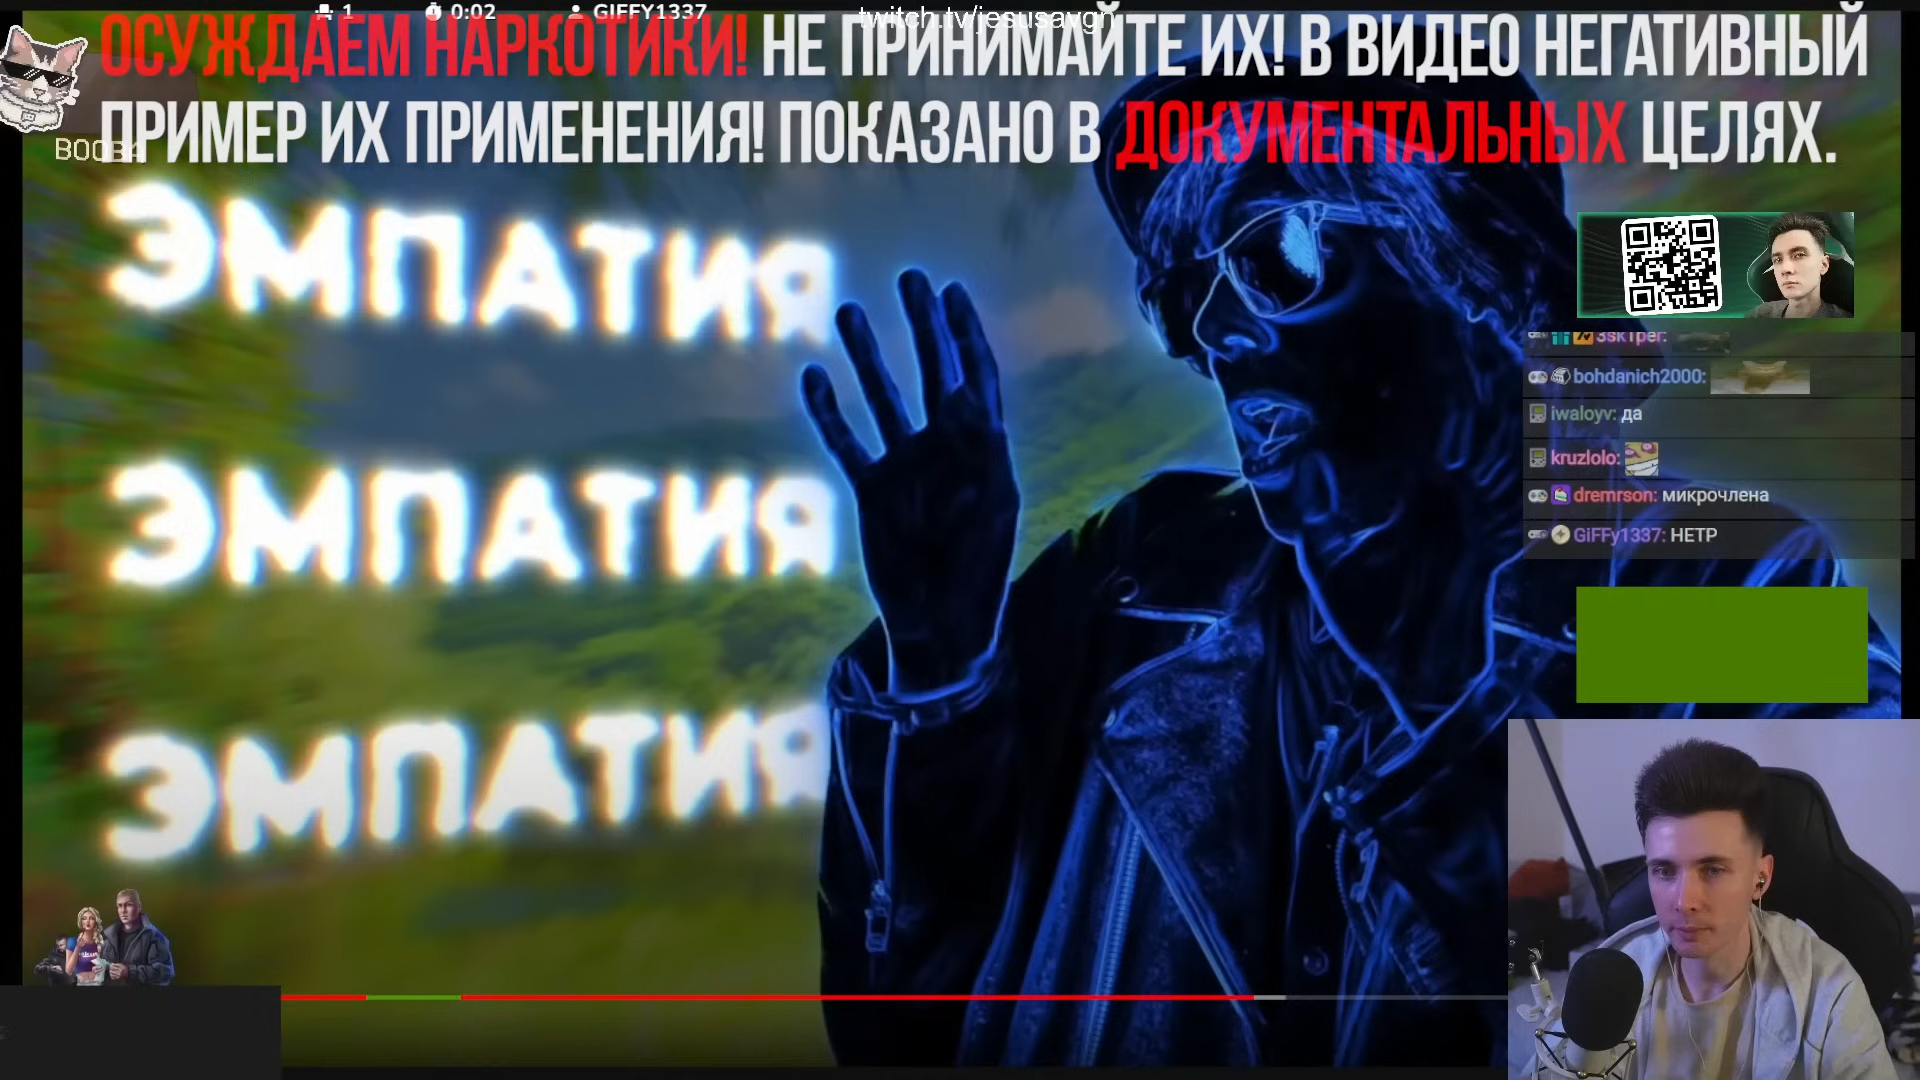 1 0:02 GIFFY1337
twitch.tv/jesusavgn
ОСУЖДАЕМ НАРКОТИКИ! НЕ ПРИНИМАЙТЕ ИХ! В ВИДЕО НЕГАТИВНЫЙ
ПРИМЕР ИХ ПРИМЕНЕНИЯ! ПОКАЗАНО В ДОКУМЕНТАЛЬНЫХ ЦЕЛЯХ.
ЭМПАТИЯ
ЭМПАТИЯ
ЭМПАТИЯ
3sk1per:
bohdanich2000:
iwaloyv: да
kruzlolo:
dremrson: микрочлена
GiFFy1337: НЕТР